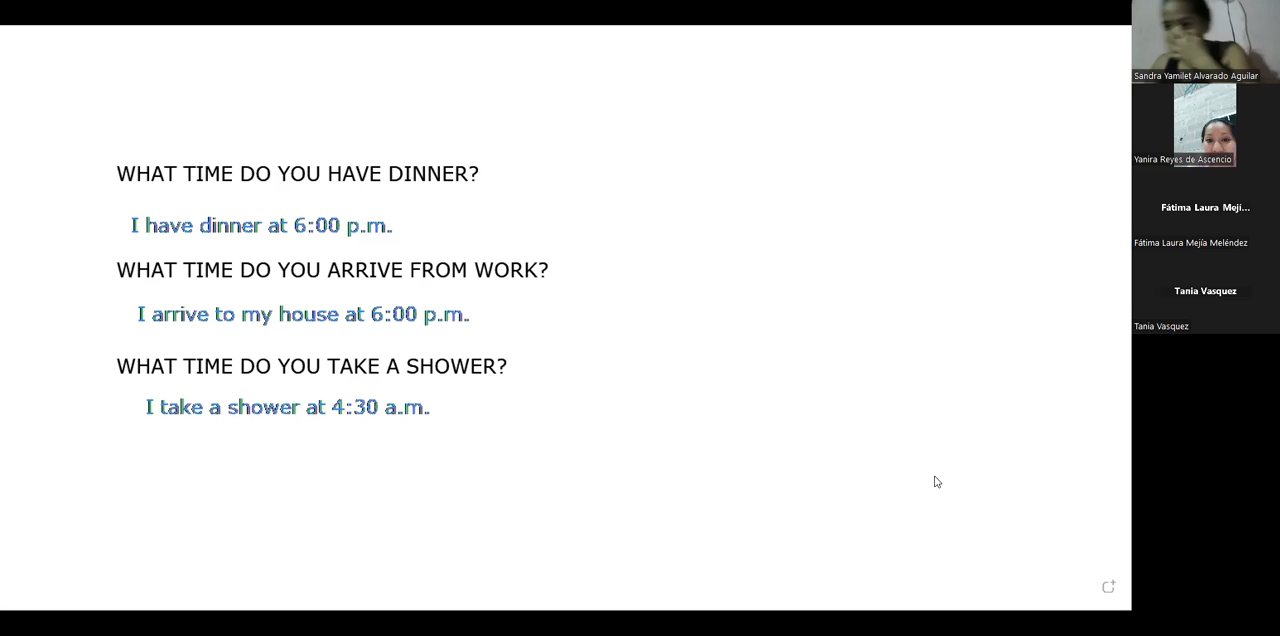 WHAT TIME DO YOU HAVE DINNER?
I have dinner at 6:00 p.m.
WHAT TIME DO YOU ARRIVE FROM WORK?
I arrive to my house at 6:00 p.m.
WHAT TIME DO YOU TAKE A SHOWER?
I take a shower at 4:30 a.m.
Sandra Yamilet Alvarado Aguilar
Yanira Reyes de Ascencio
Fátima Laura Mejí...
Fátima Laura Mejía Meléndez
Tania Vasquez
Tania Vasquez